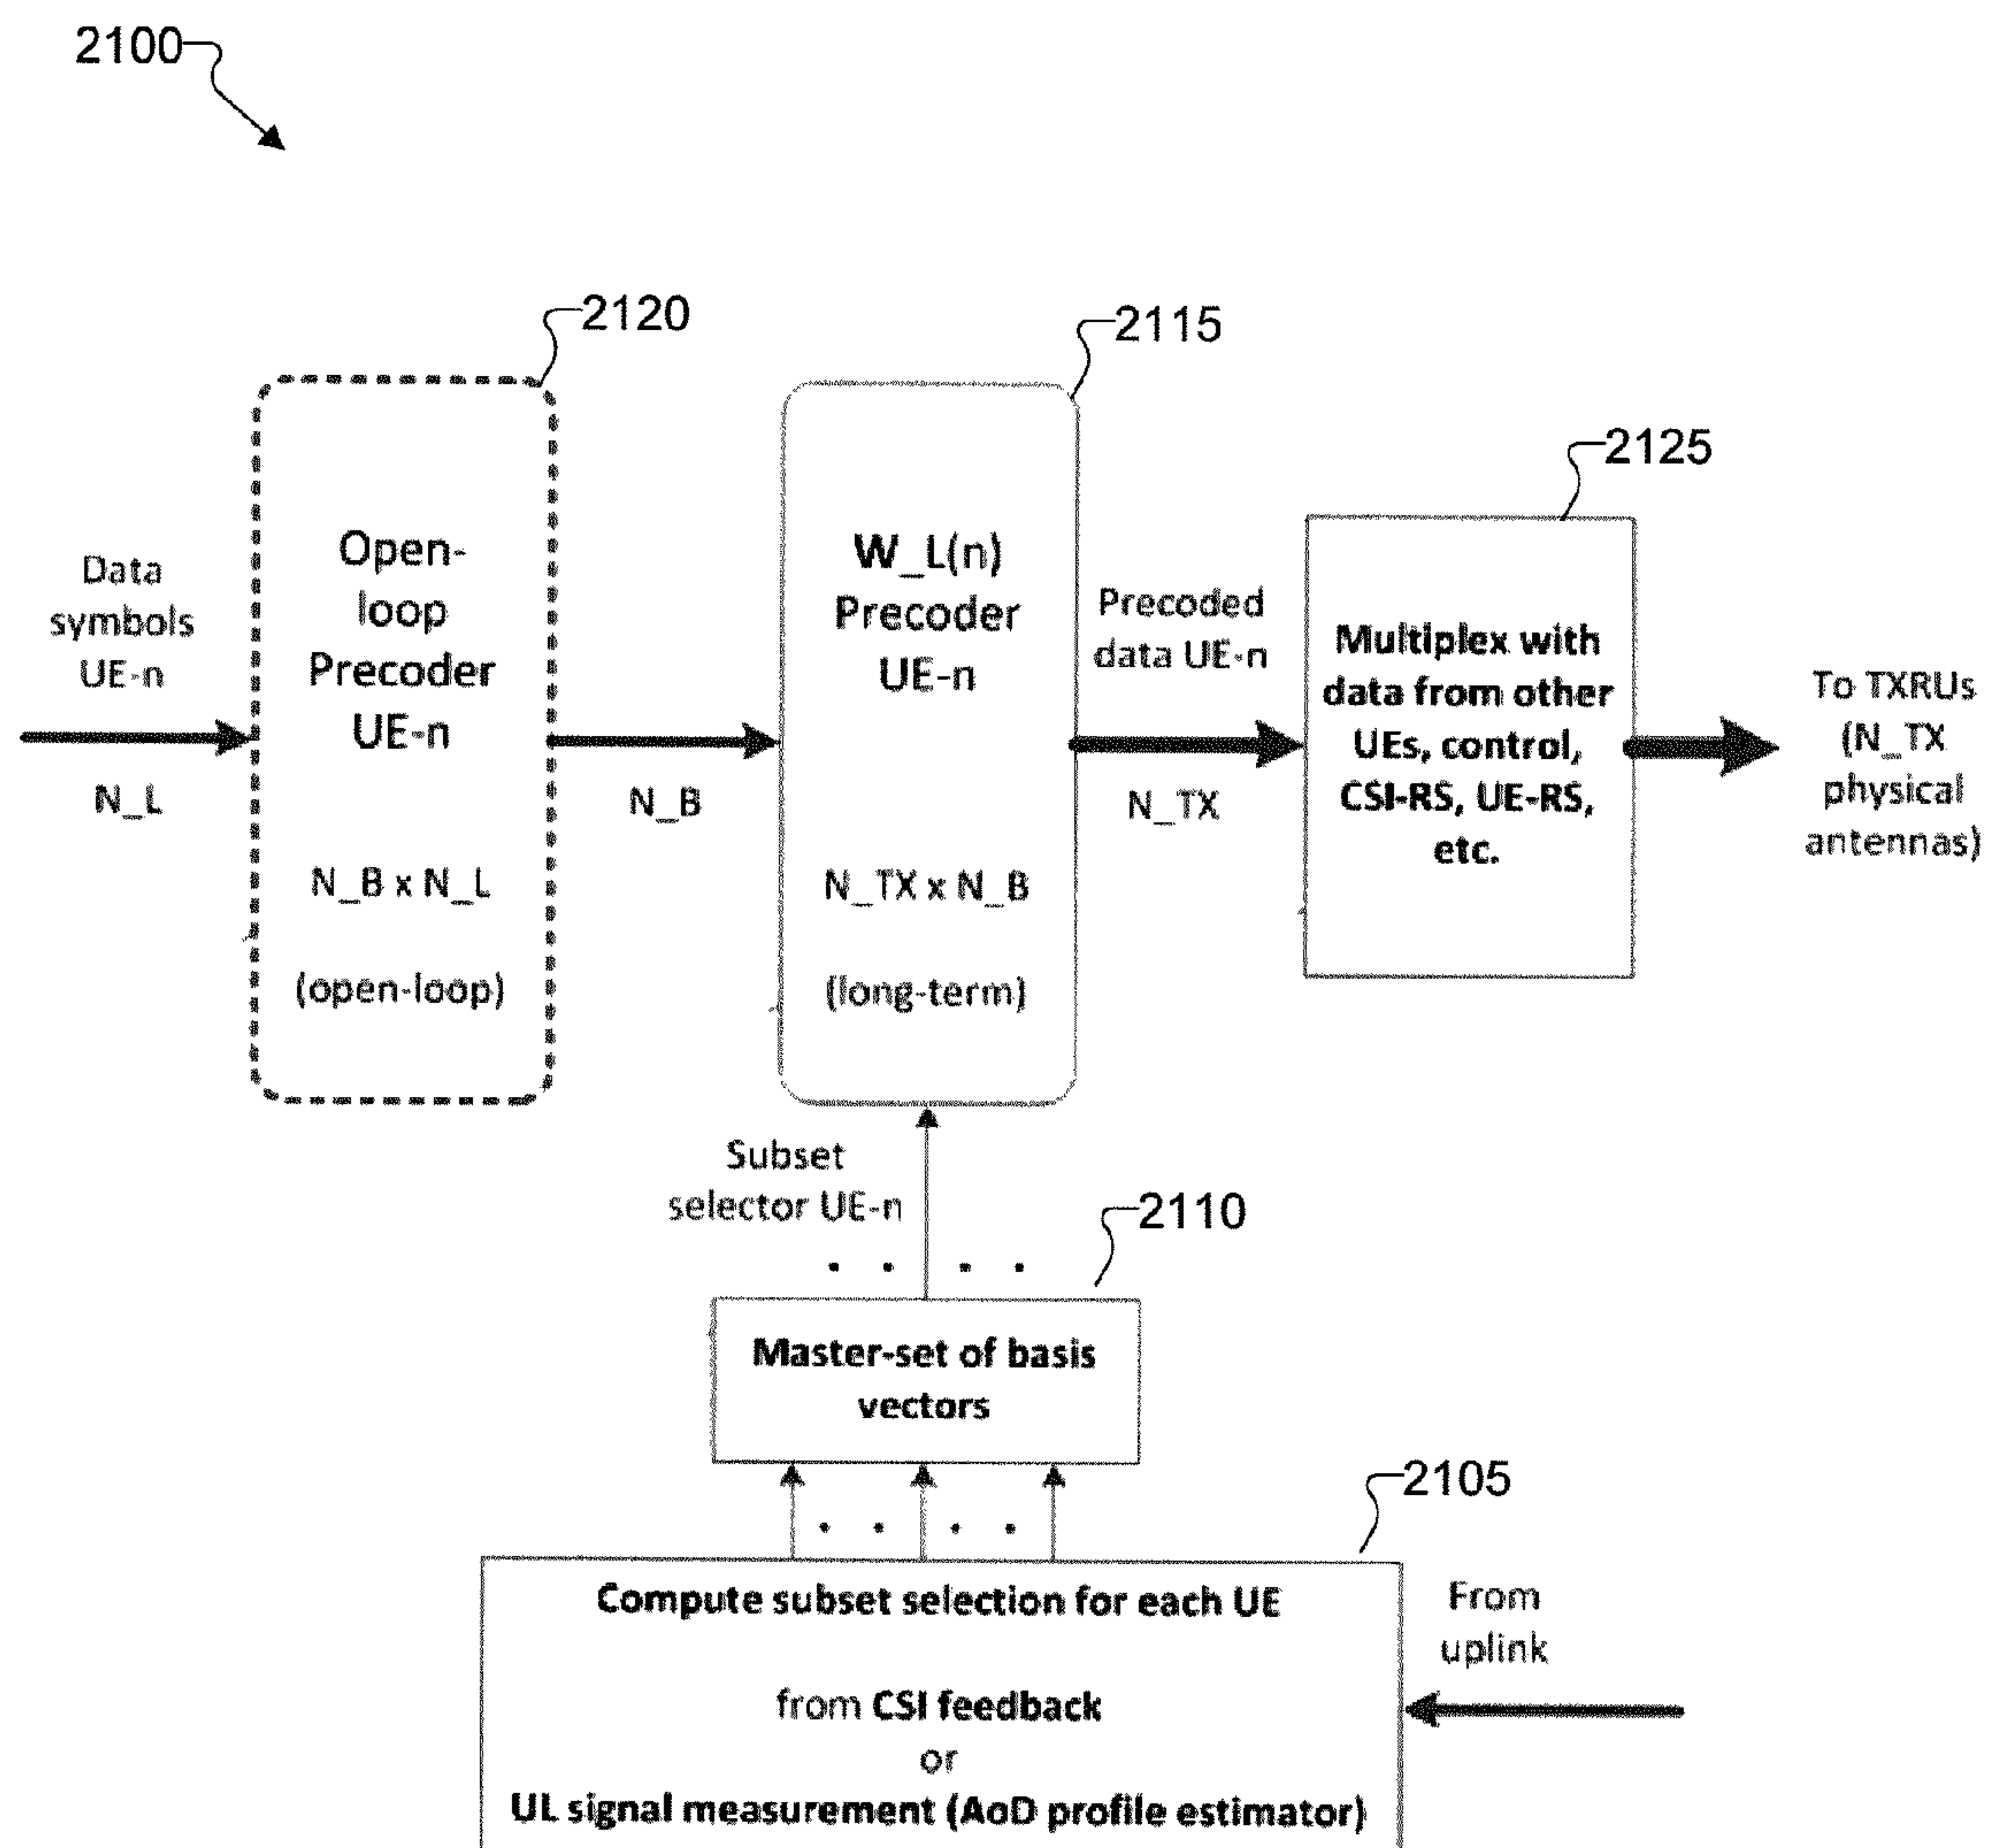 2100
2120
2115
2125
Data
symbols
UE-n
N_L
Open-
loop
Precoder
UE-n
N_B x N_L
(open-loop)
N_B
W_L(n)
Precoder
UE-n
N_TX x N_B
(long-term)
Precoded
data UE-n
N_TX
Multiplex with
data from other
UEs, control,
CSI-RS, UE-RS,
etc.
To TXRUs
(N_TX
physical
antennas)
Subset
selector UE-n
2110
Master-set of basis
vectors
2105
Compute subset selection for each UE
from CSI feedback
or
UL signal measurement (AoD profile estimator)
From
uplink